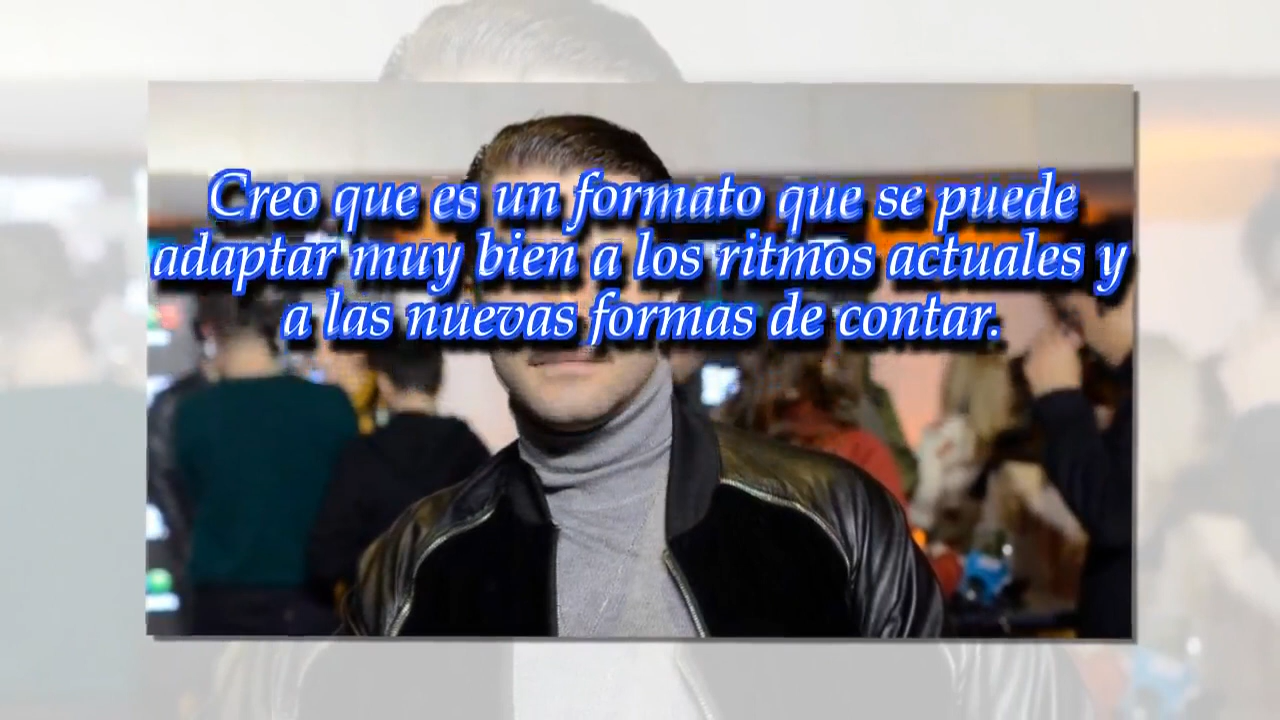 Creo que es un formato que se puede
adaptar muy bien a los ritmos actuales y
a las nuevas formas de contar.